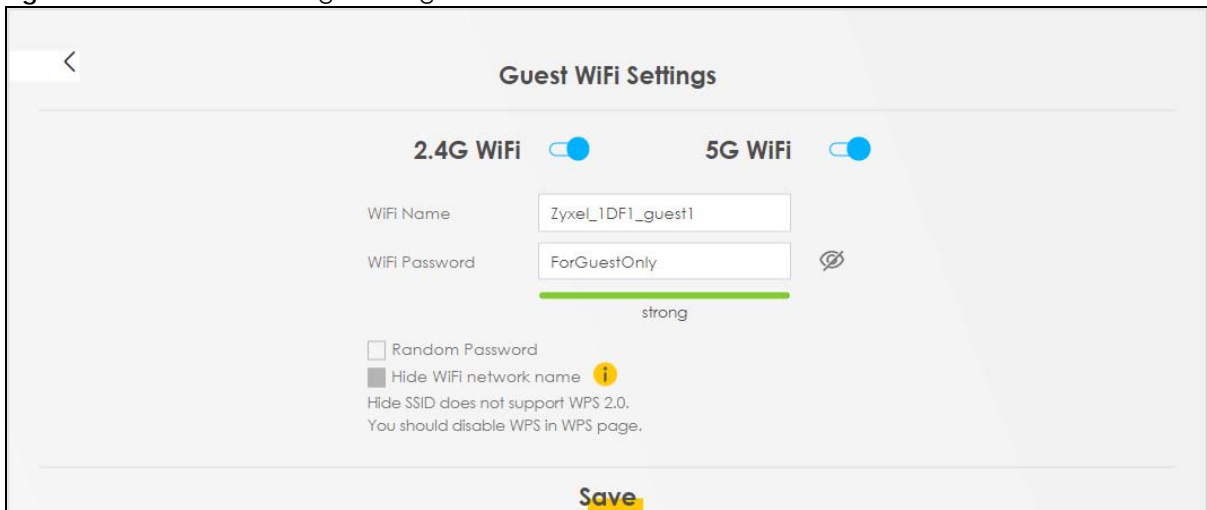 Guest WiFi Settings
2.4G WiFi 5G WiFi
WiFi Name Zyxel_1DF1_guest1
WiFi Password ForGuestOnly
strong
Random Password
Hide WiFi network name i
Hide SSID does not support WPS 2.0.
You should disable WPS in WPS page.
Save